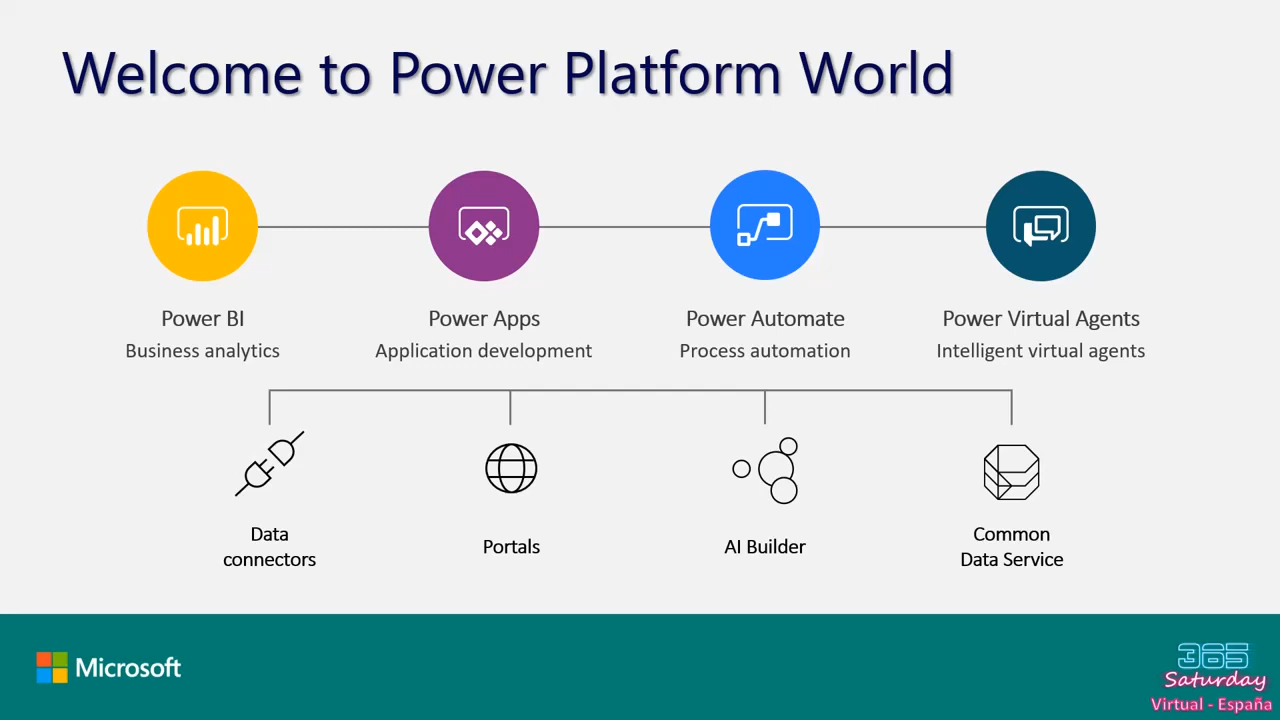 Welcome to Power Platform World
Power BI
Business analytics
Power Apps
Application development
Power Automate
Process automation
Power Virtual Agents
Intelligent virtual agents
Data
connectors
Portals
AI Builder
Common
Data Service
Microsoft
365
Saturday
Virtual - España